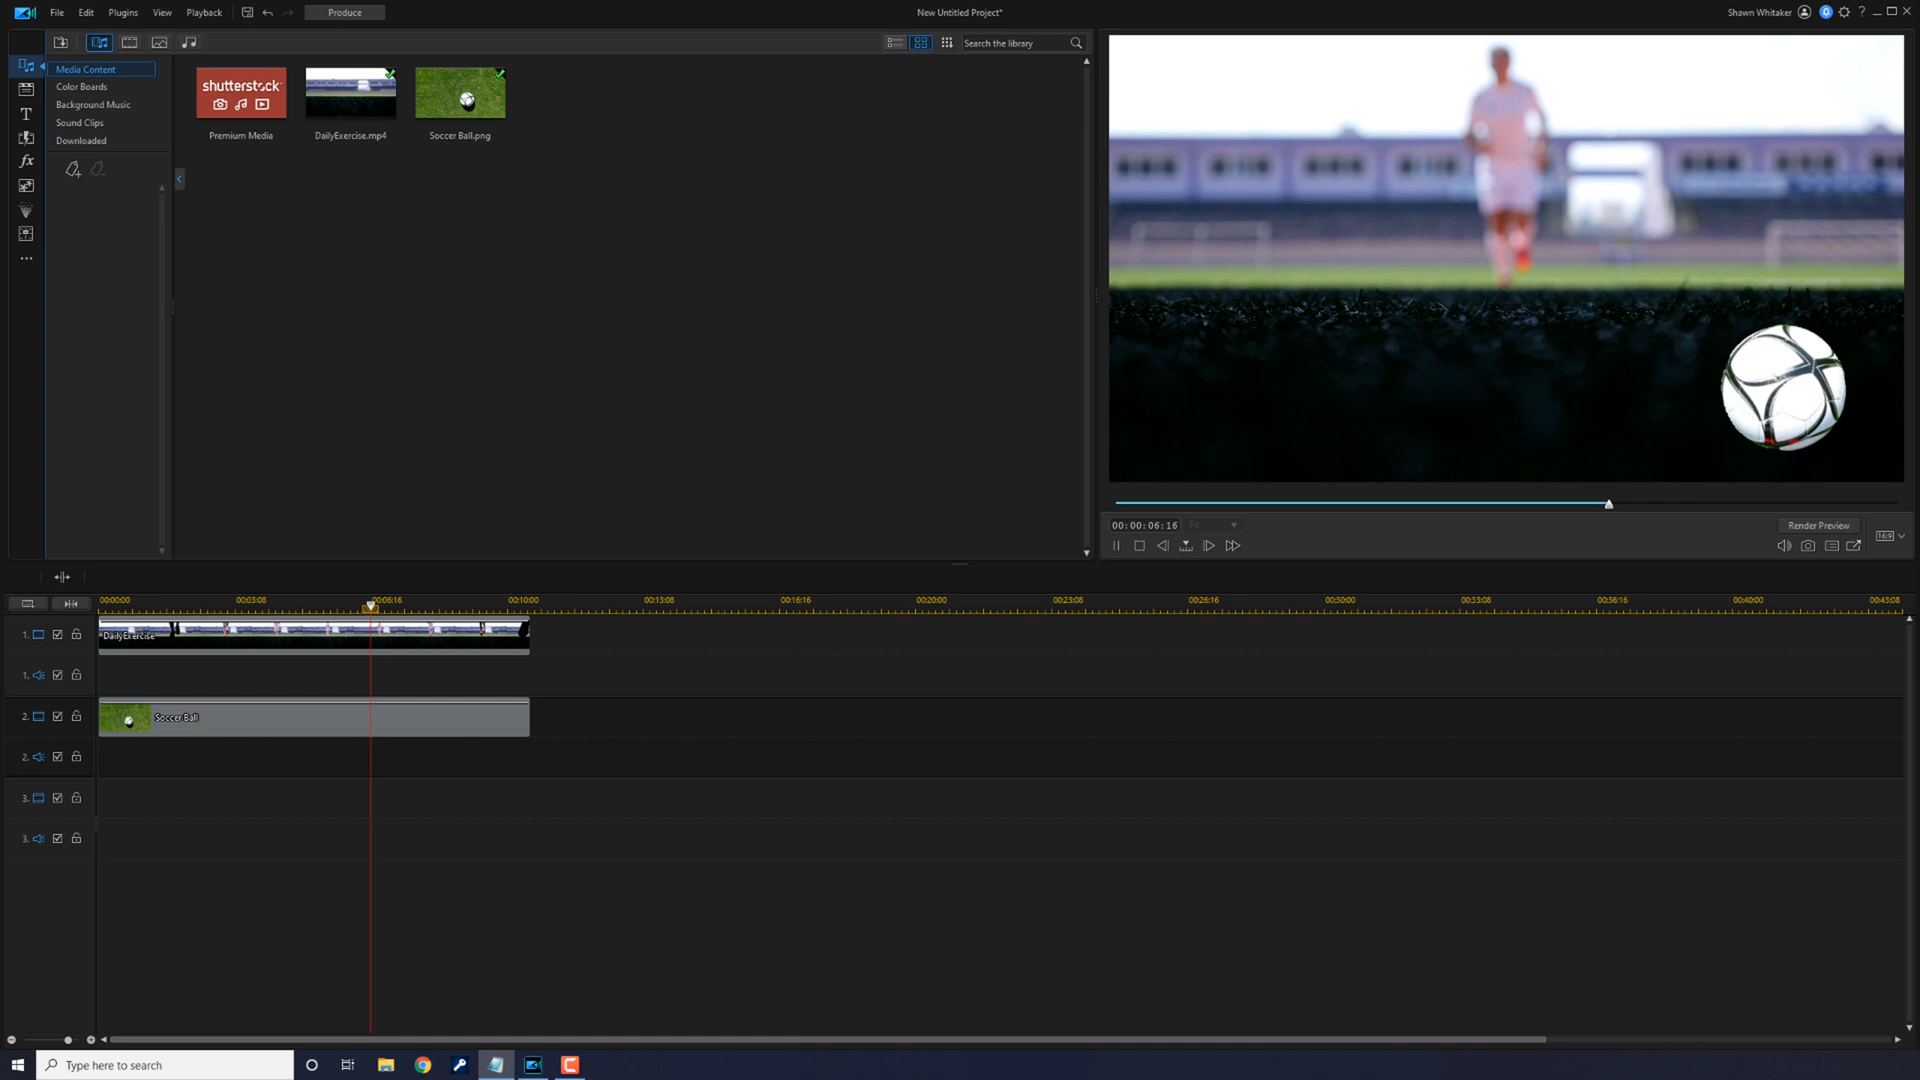 File Edit Plugins View Playback Produce New Untitled Project* Shawn Whitaker ?
Search the library
Media Content
Color Boards
Background Music
Sound Clips
Downloaded
T
fx
shutterstock
Premium Media DailyExercise.mp4 Soccer Ball.png
00:00:06:16 Fit Render Preview
16:9
00:00:00 00:03:08 00:06:16 00:10:00 00:13:08 00:16:16 00:20:00 00:23:08 00:26:16 00:30:00 00:33:08 00:36:16 00:40:00 00:43:08
1. DailyExercise
1.
2. Soccer Ball
2.
3.
3.
Type here to search